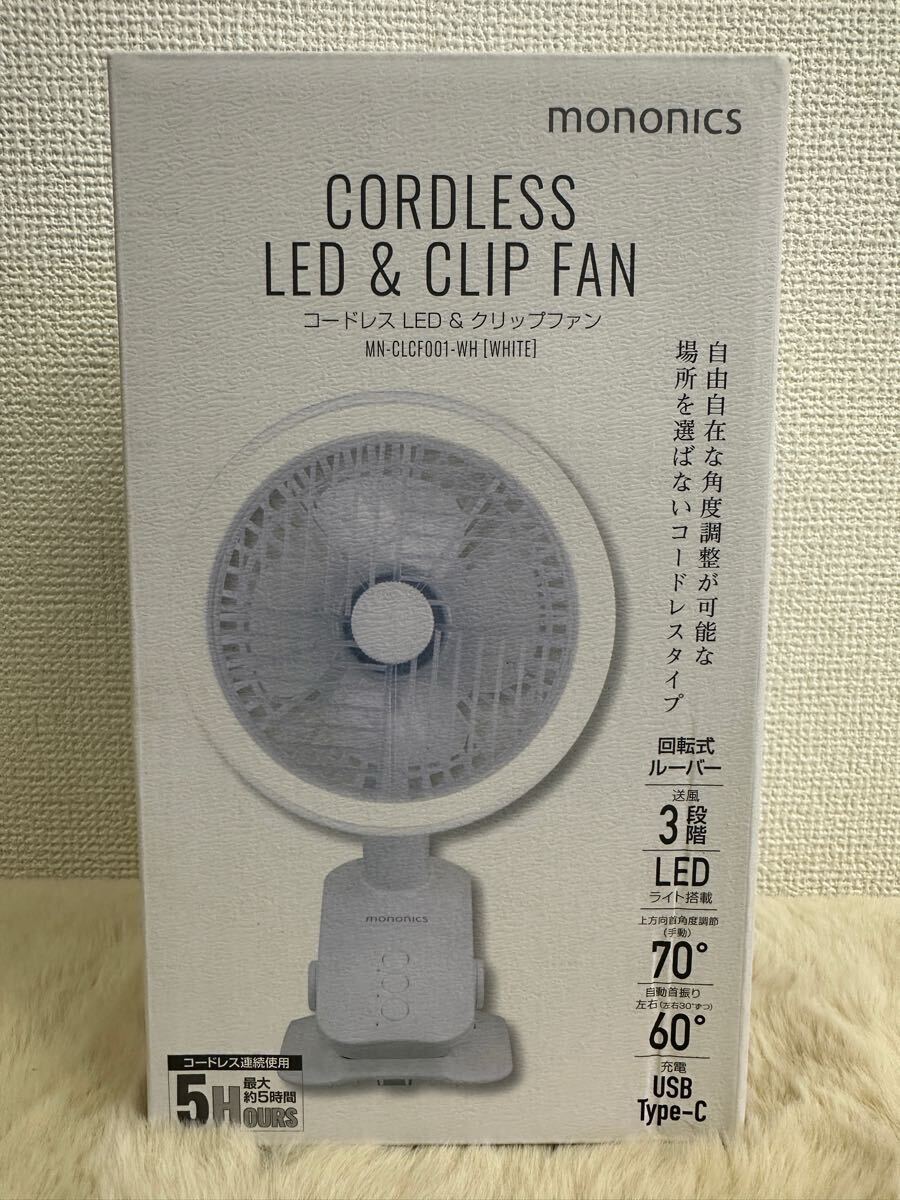 mononics
CORDLESS
LED & CLIP FAN
コードレス LED & クリップファン
MN-CLCF001-WH [WHITE]
自由自在な角度調整が可能な
場所を選ばないコードレスタイプ
回転式
ルーバー
送風
3段階
LED
ライト搭載
上方向首角度調節
(手動)
70°
自動首振り
左右(左右30°ずつ)
60°
充電
USB
Type-C
mononics
コードレス連続使用
5HOURS
最大
約5時間